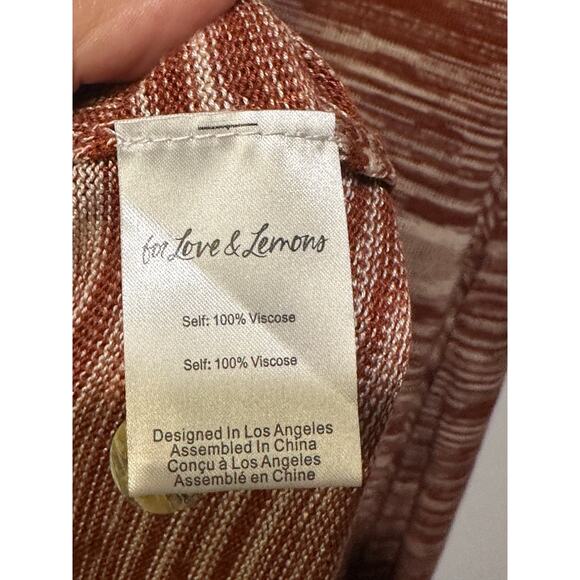 for Love & Lemons
Self: 100% Viscose
Self: 100% Viscose
Designed In Los Angeles
Assembled In China
Conçu à Los Angeles
Assemblé en Chine